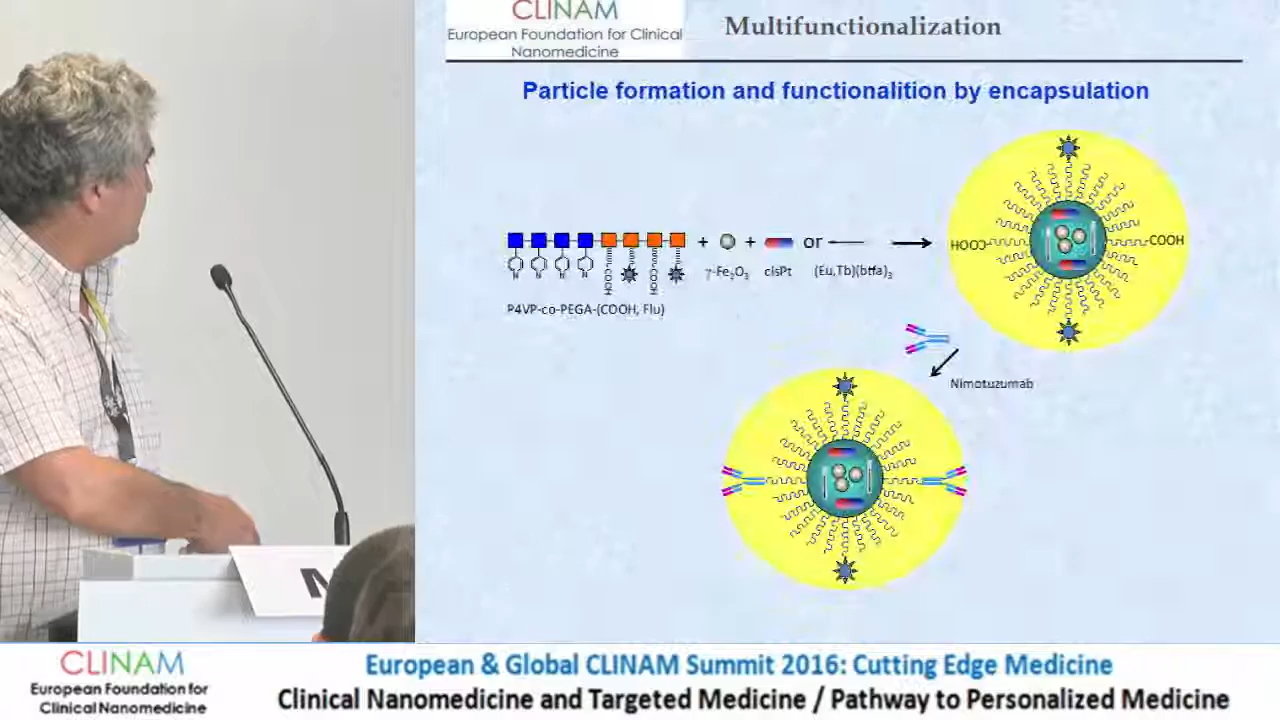 CLINAM
European Foundation for Clinical
Nanomedicine
Multifunctionalization
Particle formation and functionalition by encapsulation
HOOC
COOH
+ + or
N N N N
COOH COOH
γ-Fe₂O₃ cisPt (Eu,Tb)(btfa)₃
P4VP-co-PEGA-(COOH, Flu)
Nimotuzumab
CLINAM
European Foundation for
Clinical Nanomedicine
European & Global CLINAM Summit 2016: Cutting Edge Medicine
Clinical Nanomedicine and Targeted Medicine / Pathway to Personalized Medicine